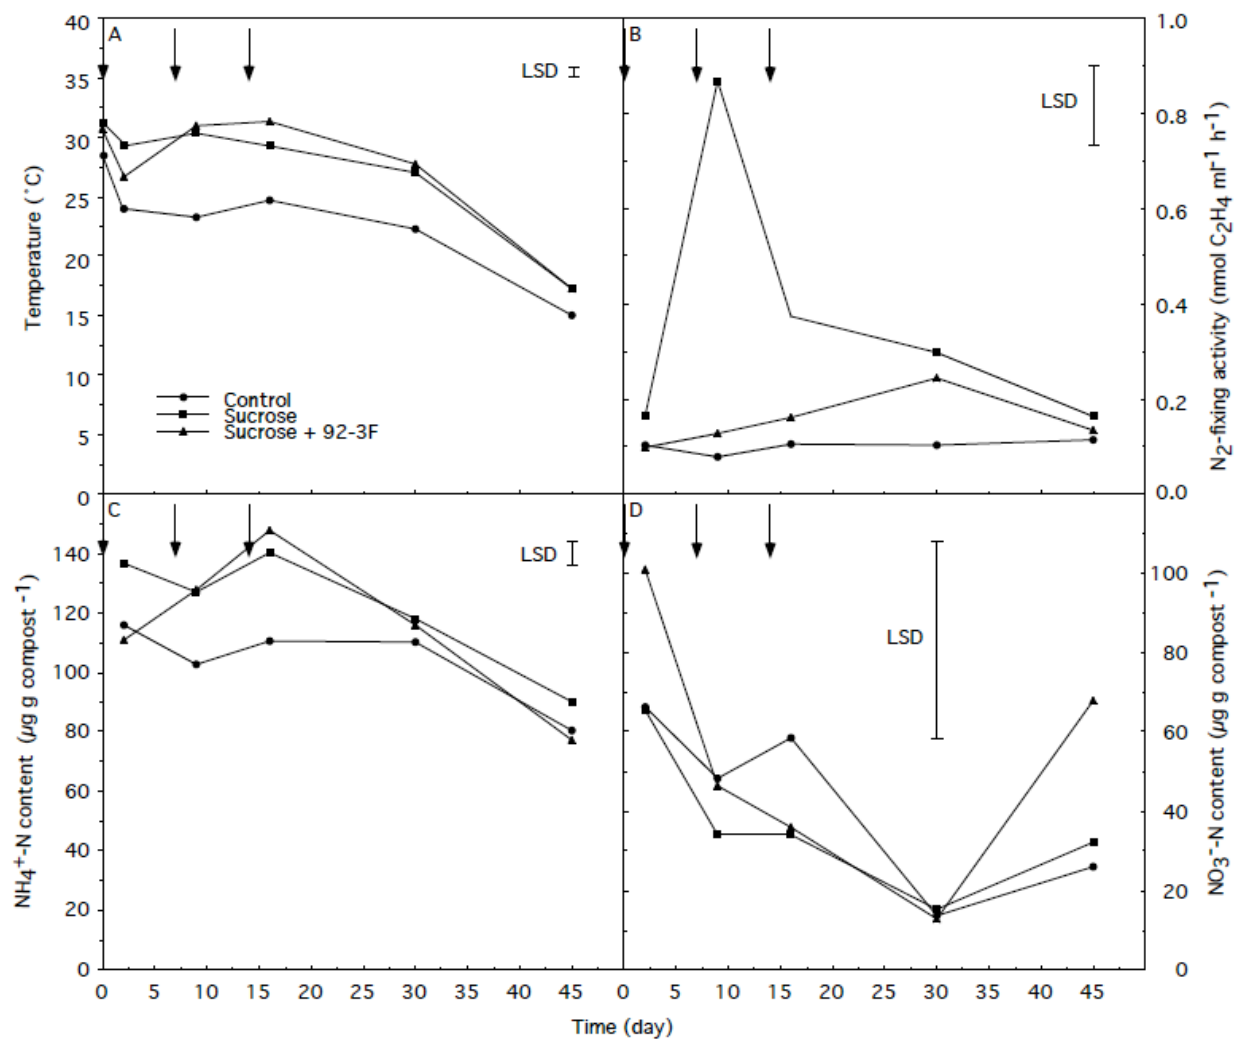 A
B
LSD
LSD
40
35
30
25
20
15
10
5
0
Temperature (˚C)
Control
Sucrose
Sucrose + 92-3F
1.0
0.8
0.6
0.4
0.2
0.0
N2-fixing activity (nmol C2H4 ml-1 h-1)
C
D
LSD
LSD
140
120
100
80
60
40
20
0
NH4+-N content (µg g compost-1)
100
80
60
40
20
0
NO3--N content (µg g compost-1)
0 5 10 15 20 25 30 35 40 45
0 5 10 15 20 25 30 35 40 45
Time (day)